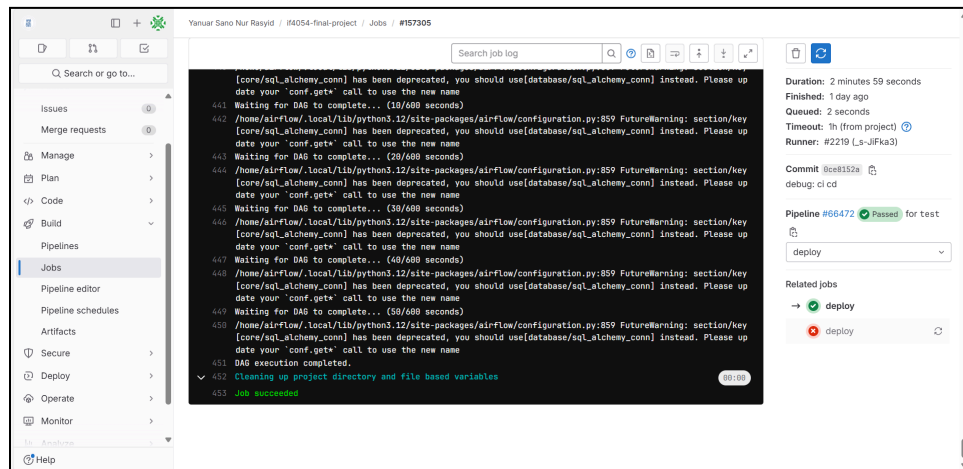 Yanuar Sano Nur Rasyid / if4054-final-project / Jobs / #157305
Search or go to...
Issues 0
Merge requests 0
Manage
Plan
Code
Build
Pipelines
Jobs
Pipeline editor
Pipeline schedules
Artifacts
Secure
Deploy
Operate
Monitor
Analyze
Help
Search job log
[core/sql_alchemy_conn] has been deprecated, you should use[database/sql_alchemy_conn] instead. Please up
date your `conf.get*` call to use the new name
441 Waiting for DAG to complete... (10/600 seconds)
442 /home/airflow/.local/lib/python3.12/site-packages/airflow/configuration.py:859 FutureWarning: section/key
[core/sql_alchemy_conn] has been deprecated, you should use[database/sql_alchemy_conn] instead. Please up
date your `conf.get*` call to use the new name
443 Waiting for DAG to complete... (20/600 seconds)
444 /home/airflow/.local/lib/python3.12/site-packages/airflow/configuration.py:859 FutureWarning: section/key
[core/sql_alchemy_conn] has been deprecated, you should use[database/sql_alchemy_conn] instead. Please up
date your `conf.get*` call to use the new name
445 Waiting for DAG to complete... (30/600 seconds)
446 /home/airflow/.local/lib/python3.12/site-packages/airflow/configuration.py:859 FutureWarning: section/key
[core/sql_alchemy_conn] has been deprecated, you should use[database/sql_alchemy_conn] instead. Please up
date your `conf.get*` call to use the new name
447 Waiting for DAG to complete... (40/600 seconds)
448 /home/airflow/.local/lib/python3.12/site-packages/airflow/configuration.py:859 FutureWarning: section/key
[core/sql_alchemy_conn] has been deprecated, you should use[database/sql_alchemy_conn] instead. Please up
date your `conf.get*` call to use the new name
449 Waiting for DAG to complete... (50/600 seconds)
450 /home/airflow/.local/lib/python3.12/site-packages/airflow/configuration.py:859 FutureWarning: section/key
[core/sql_alchemy_conn] has been deprecated, you should use[database/sql_alchemy_conn] instead. Please up
date your `conf.get*` call to use the new name
451 DAG execution completed.
452 Cleaning up project directory and file based variables 00:00
453 Job succeeded
Duration: 2 minutes 59 seconds
Finished: 1 day ago
Queued: 2 seconds
Timeout: 1h (from project)
Runner: #2219 (_s-JiFka3)
Commit 0ce8152a
debug: ci cd
Pipeline #66472 Passed for test
deploy
Related jobs
→ deploy
deploy